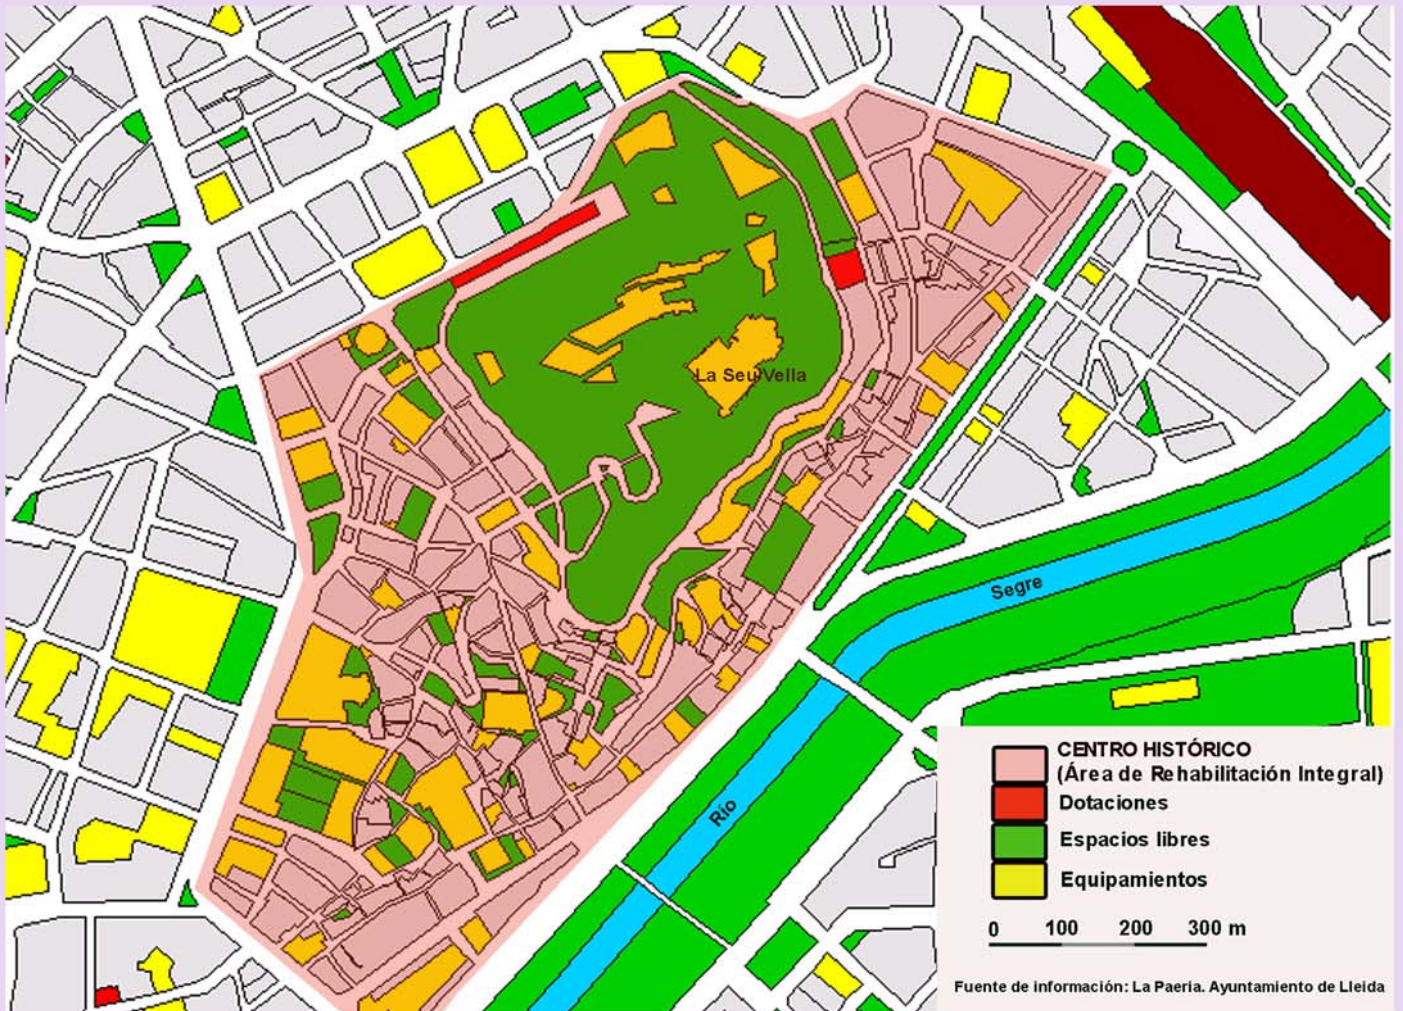 La Seu Vella
Segre
Río
CENTRO HISTÓRICO
(Área de Rehabilitación Integral)
Dotaciones
Espacios libres
Equipamientos
0 100 200 300 m
Fuente de información: La Paeria. Ayuntamiento de Lleida